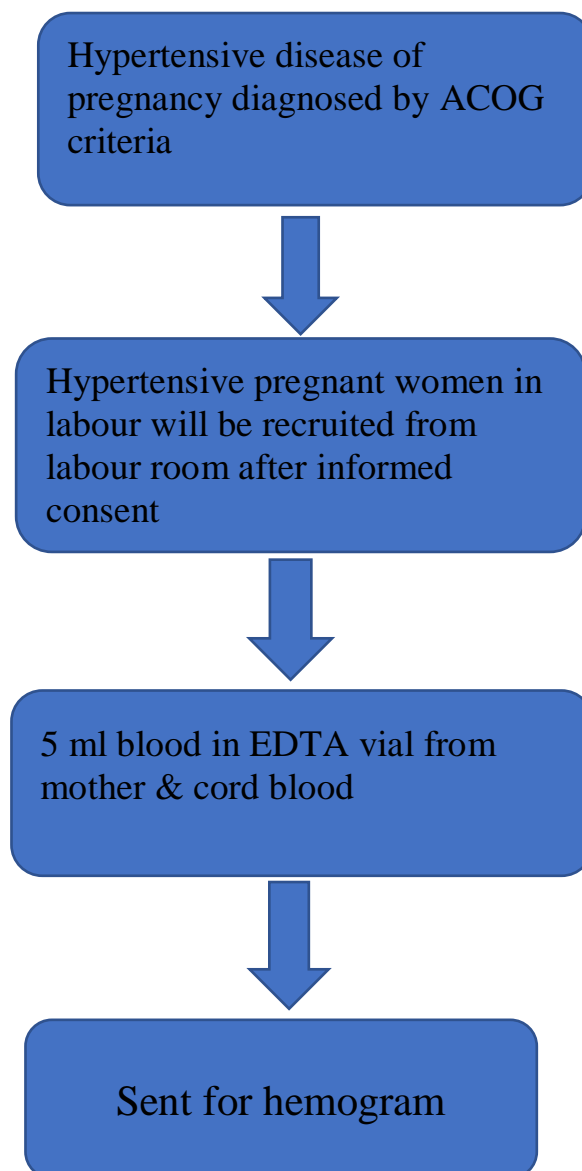 Hypertensive disease of
pregnancy diagnosed by ACOG
criteria
Hypertensive pregnant women in
labour will be recruited from
labour room after informed
consent
5 ml blood in EDTA vial from
mother & cord blood
Sent for hemogram